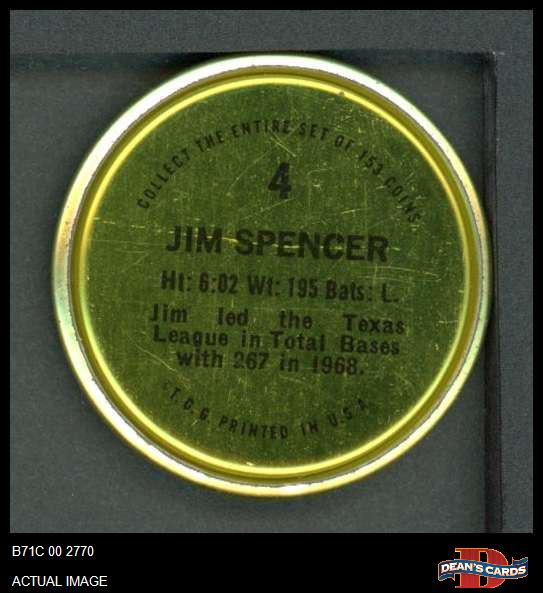 COLLECT THE ENTIRE SET OF 153 COINS
4
JIM SPENCER
Ht: 6:02 Wt: 195 Bats: L.
Jim led the Texas
League in Total Bases
with 267 in 1968.
©T.C.G. PRINTED IN U.S.A.
B71C 00 2770
ACTUAL IMAGE
D
DEAN'S CARDS